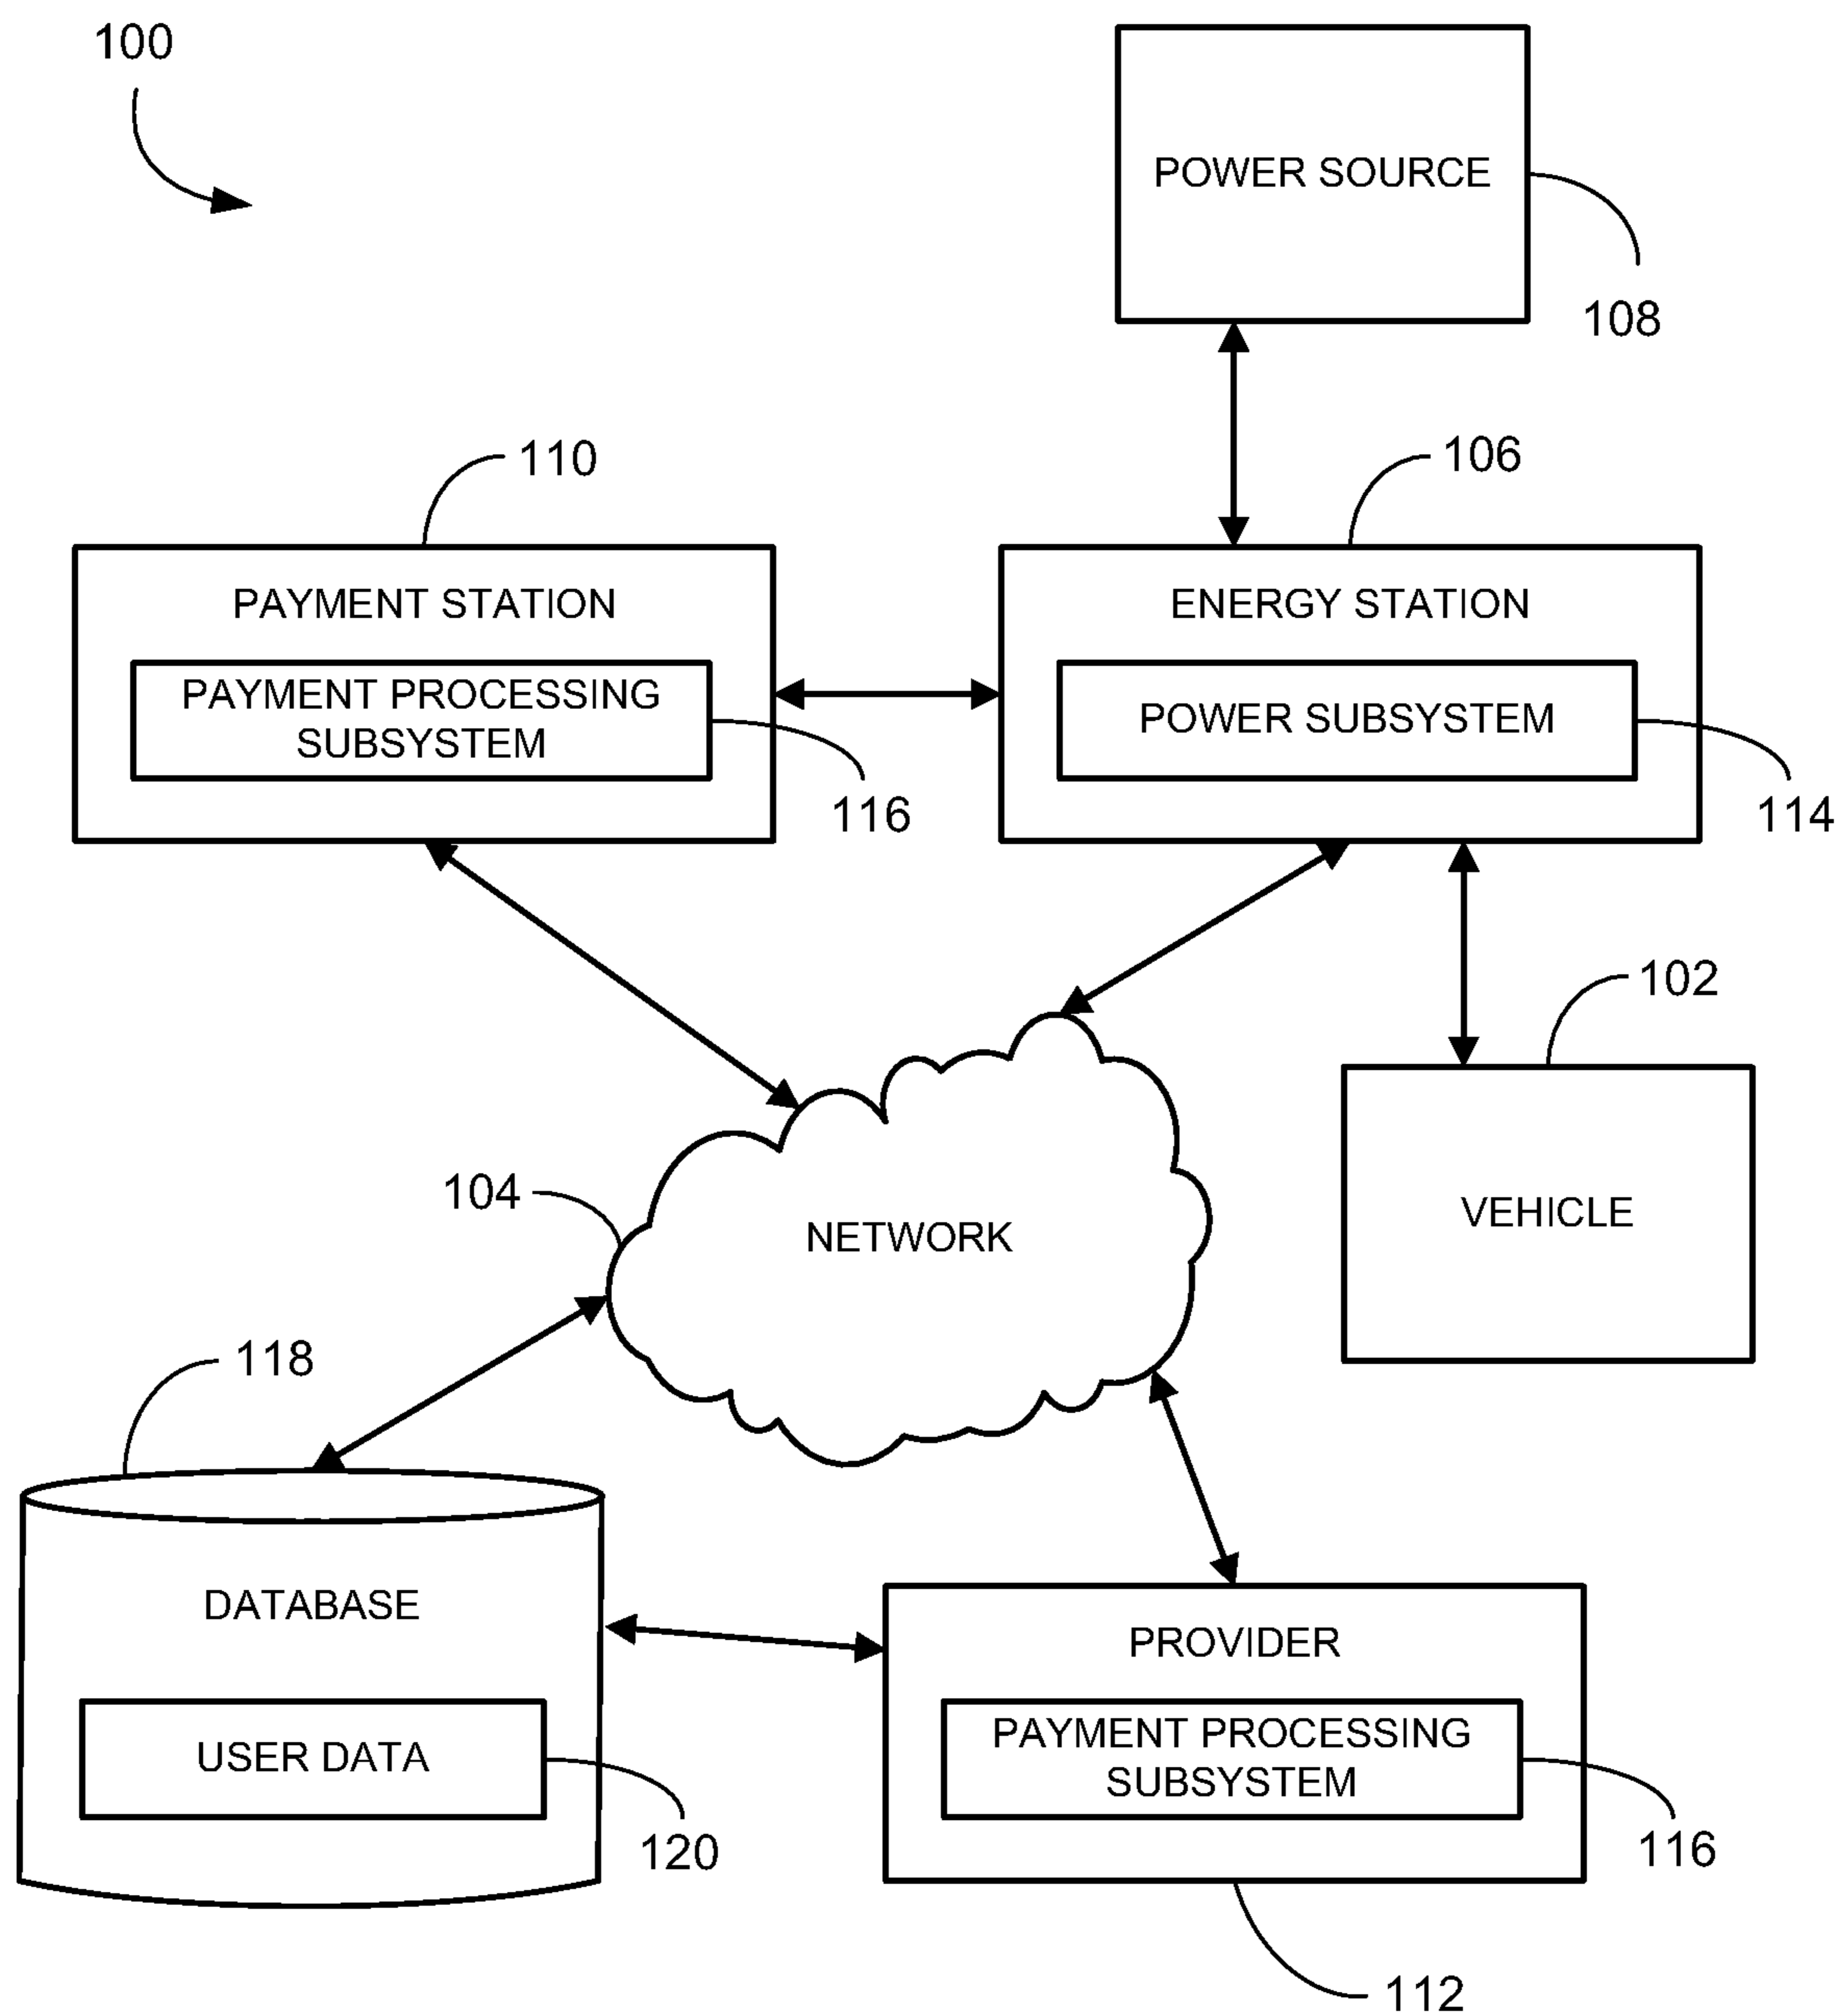 100
POWER SOURCE
108
110
106
PAYMENT STATION
ENERGY STATION
PAYMENT PROCESSING
SUBSYSTEM
POWER SUBSYSTEM
116
114
102
104
NETWORK
VEHICLE
118
DATABASE
PROVIDER
USER DATA
PAYMENT PROCESSING
SUBSYSTEM
120
116
112